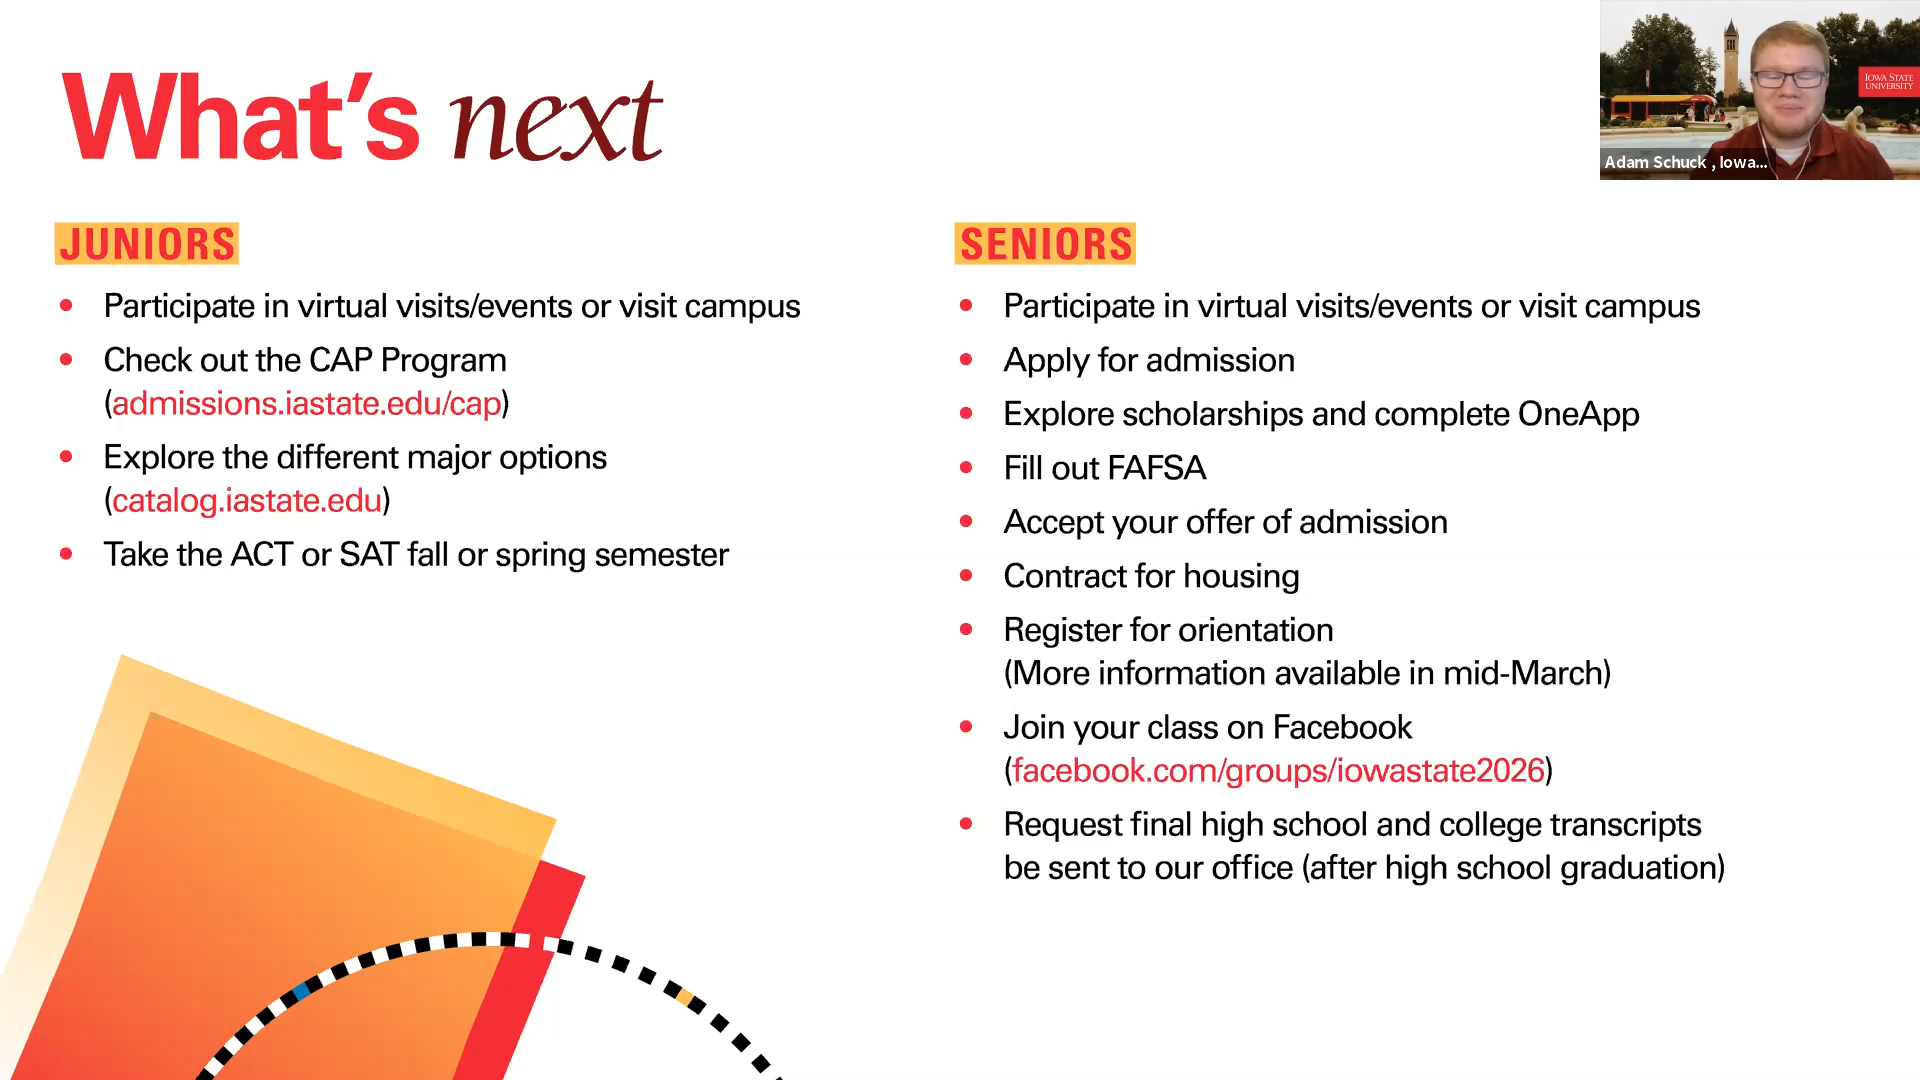 What's next
IOWA STATE
UNIVERSITY
Adam Schuck , Iowa...
JUNIORS
• Participate in virtual visits/events or visit campus
• Check out the CAP Program
(admissions.iastate.edu/cap)
• Explore the different major options
(catalog.iastate.edu)
• Take the ACT or SAT fall or spring semester
SENIORS
• Participate in virtual visits/events or visit campus
• Apply for admission
• Explore scholarships and complete OneApp
• Fill out FAFSA
• Accept your offer of admission
• Contract for housing
• Register for orientation
(More information available in mid-March)
• Join your class on Facebook
(facebook.com/groups/iowastate2026)
• Request final high school and college transcripts
be sent to our office (after high school graduation)